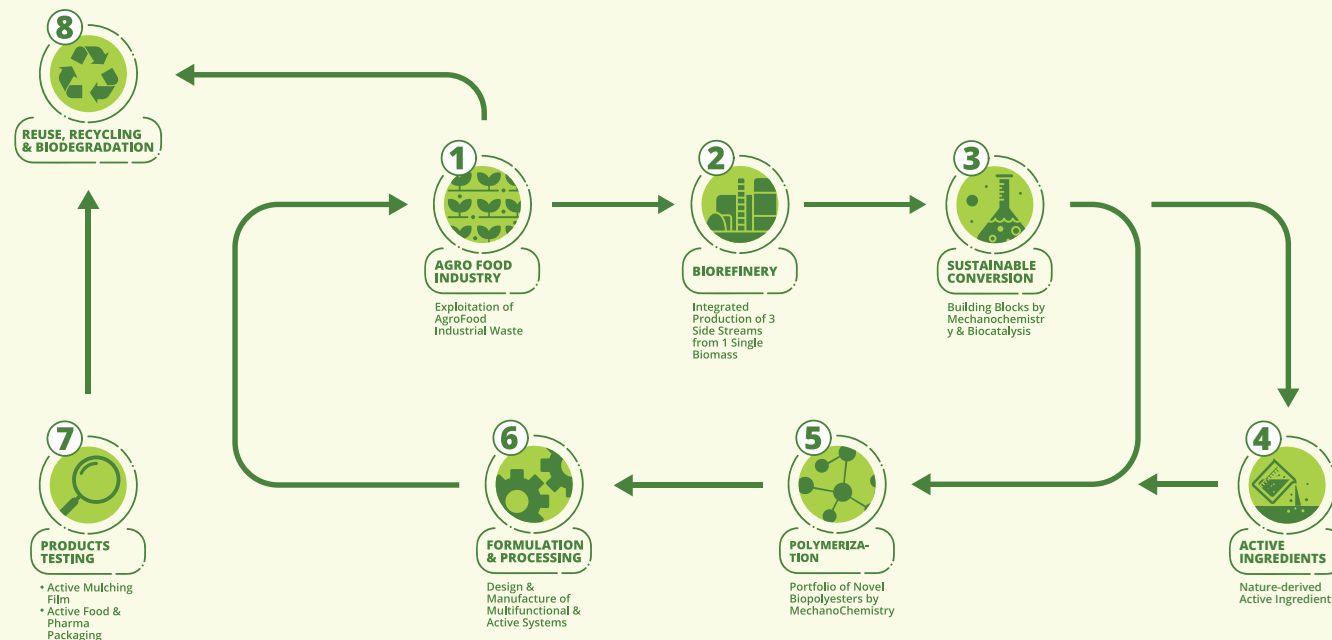 8
REUSE, RECYCLING
& BIODEGRADATION
1
AGRO FOOD
INDUSTRY
Exploitation of
AgroFood
Industrial Waste
2
BIOREFINERY
Integrated
Production of 3
Side Streams
from 1 Single
Biomass
3
SUSTAINABLE
CONVERSION
Building Blocks by
Mechanochemistr
y & Biocatalysis
7
PRODUCTS
TESTING
• Active Mulching
Film
• Active Food &
Pharma
Packaging
6
FORMULATION
& PROCESSING
Design &
Manufacture of
Multifunctional &
Active Systems
5
POLYMERIZA-
TION
Portfolio of Novel
Biopolyesters by
MechanoChemistry
4
ACTIVE
INGREDIENTS
Nature-derived
Active Ingredients